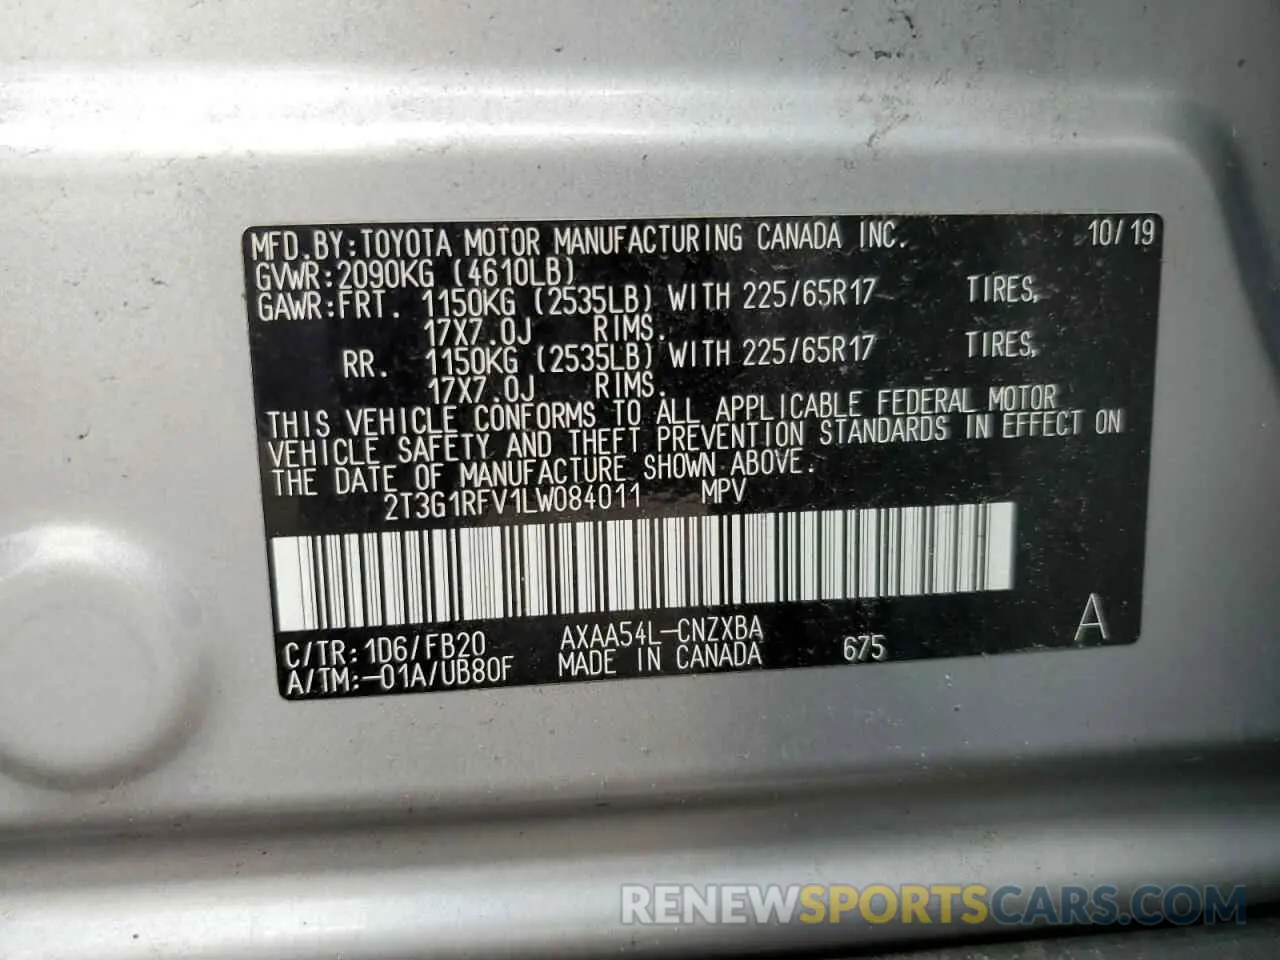 MFD.BY:TOYOTA MOTOR MANUFACTURING CANADA INC. 10/19
GVWR:2090KG (4610LB)
GAWR:FRT. 1150KG (2535LB) WITH 225/65R17 TIRES,
17X7.0J RIMS.
RR. 1150KG (2535LB) WITH 225/65R17 TIRES,
17X7.0J RIMS.
THIS VEHICLE CONFORMS TO ALL APPLICABLE FEDERAL MOTOR
VEHICLE SAFETY AND THEFT PREVENTION STANDARDS IN EFFECT ON
THE DATE OF MANUFACTURE SHOWN ABOVE.
2T3G1RFV1LW084011 MPV
C/TR:1D6/FB20 AXAA54L-CNZXBA A
A/TM:-01A/UB80F MADE IN CANADA 675
RENEWSPORTSCARS.COM